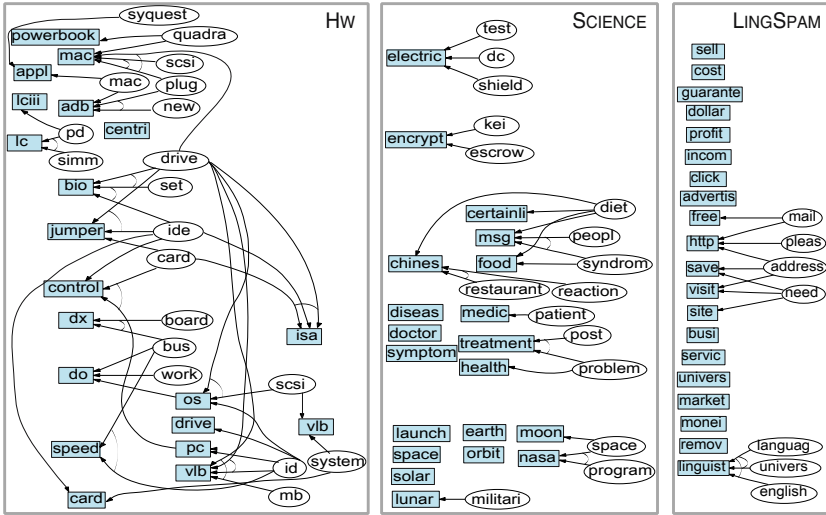 HW
syquest
powerbook
quadra
mac
scsi
appl
mac
plug
lciii
adb
new
pd
centri
lc
simm
drive
bio
set
jumper
ide
card
control
dx
board
isa
bus
do
work
os
scsi
drive
vlb
speed
pc
id
system
vlb
card
mb
SCIENCE
test
electric
dc
shield
kei
encrypt
escrow
diet
certainli
msg
peopl
chines
food
syndrom
restaurant
reaction
diseas
medic
patient
doctor
post
symptom
treatment
health
problem
launch
earth
moon
space
space
orbit
nasa
program
solar
lunar
militari
LINGSPAM
sell
cost
guarante
dollar
profit
incom
click
advertis
free
mail
http
pleas
save
address
visit
need
site
busi
servic
univers
market
monei
remov
languag
linguist
univers
english